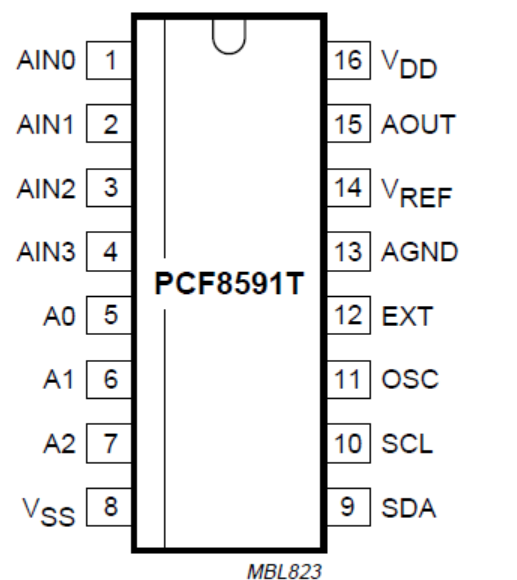 AIN0 1 16 VDD
AIN1 2 15 AOUT
AIN2 3 14 VREF
AIN3 4 13 AGND
PCF8591T
A0 5 12 EXT
A1 6 11 OSC
A2 7 10 SCL
VSS 8 9 SDA
MBL823